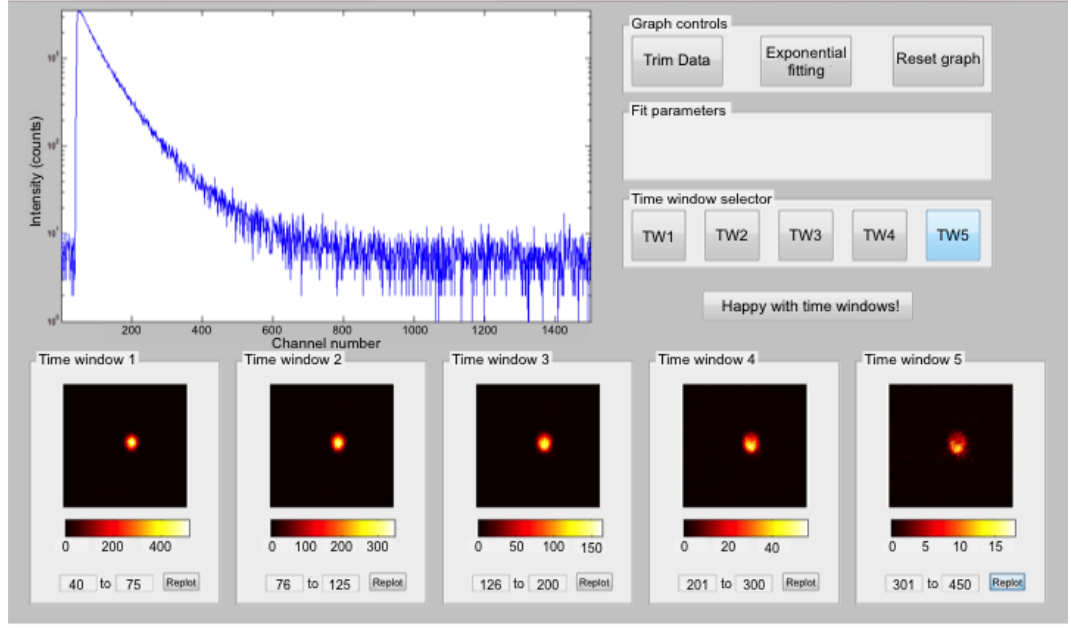 Graph controls
Trim Data
Exponential
fitting
Reset graph
Fit parameters
Time window selector
TW1 TW2 TW3 TW4 TW5
Happy with time windows!
Intensity (counts)
10³
10²
10¹
10⁰
200 400 600 800 1000 1200 1400
Channel number
Time window 1
0 200 400
40 to 75 Replot
Time window 2
0 100 200 300
76 to 125 Replot
Time window 3
0 50 100 150
126 to 200 Replot
Time window 4
0 20 40
201 to 300 Replot
Time window 5
0 5 10 15
301 to 450 Replot